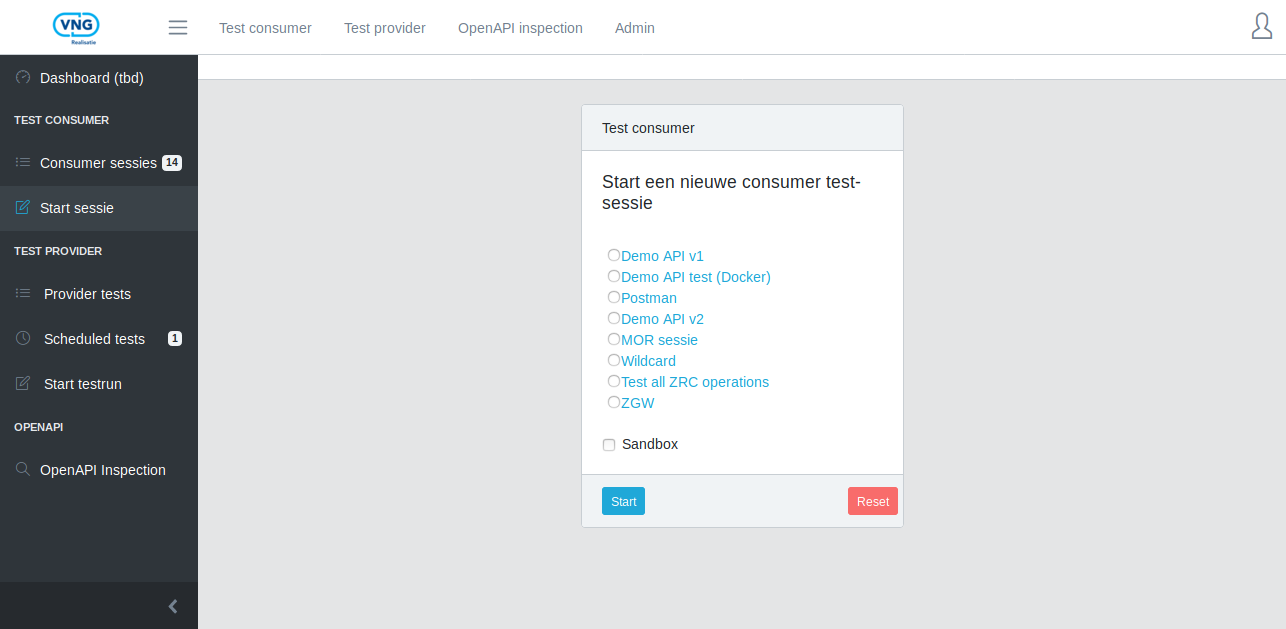 VNG
Realisatie
Test consumer
Test provider
OpenAPI inspection
Admin
Dashboard (tbd)
TEST CONSUMER
Consumer sessies 14
Start sessie
TEST PROVIDER
Provider tests
Scheduled tests 1
Start testrun
OPENAPI
OpenAPI Inspection
Test consumer
Start een nieuwe consumer test-
sessie
Demo API v1
Demo API test (Docker)
Postman
Demo API v2
MOR sessie
Wildcard
Test all ZRC operations
ZGW
Sandbox
Start
Reset